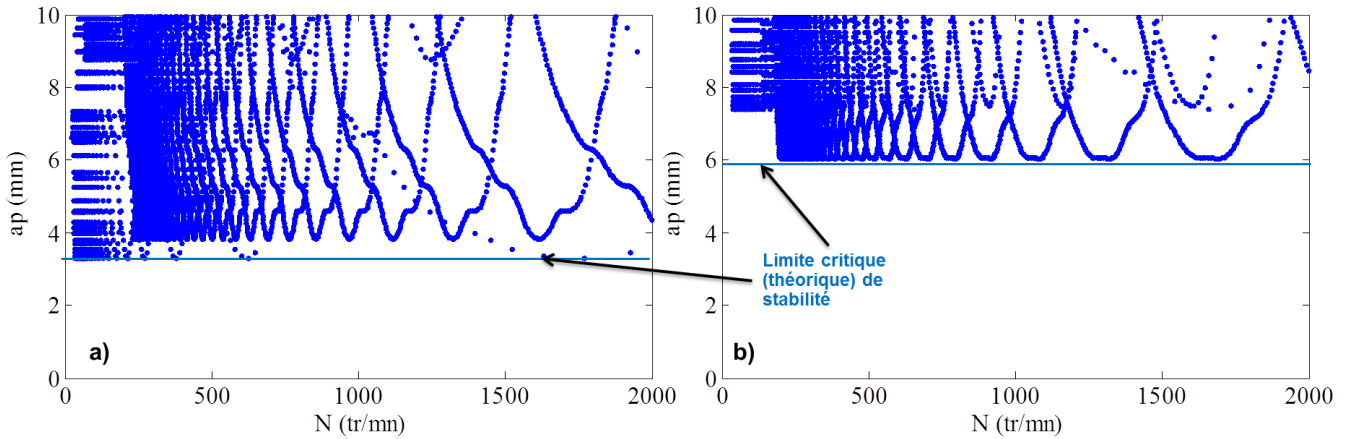 a)
10
8
6
4
2
0
ap (mm)
0
500
1000
1500
2000
N (tr/mn)
Limite critique
(théorique) de
stabilité
b)
10
8
6
4
2
0
ap (mm)
0
500
1000
1500
2000
N (tr/mn)